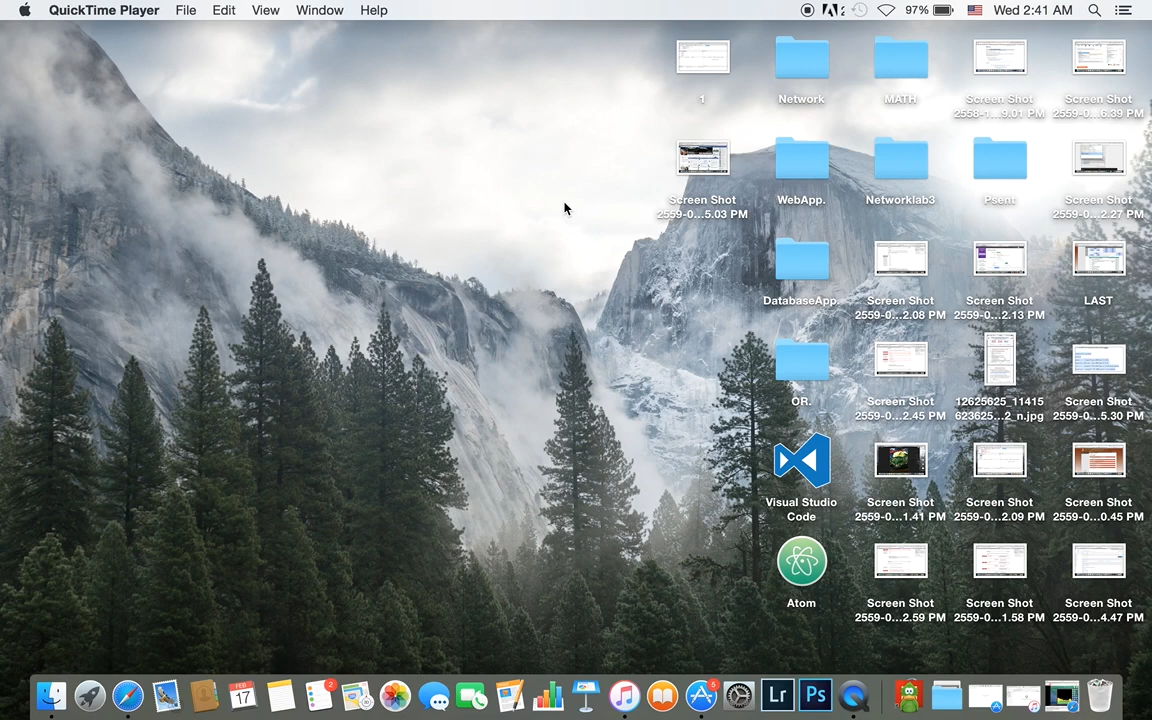 QuickTime Player File Edit View Window Help 2 97% Wed 2:41 AM
1 Network MATH Screen Shot Screen Shot
2558-1...9.01 PM 2559-0...6.39 PM
Screen Shot WebApp. Networklab3 Psent Screen Shot
2559-0...5.03 PM 2559-0...2.27 PM
DatabaseApp. Screen Shot Screen Shot LAST
2559-0...2.08 PM 2559-0...2.13 PM
OR. Screen Shot 12625625_11415 Screen Shot
2559-0...2.45 PM 623625...2_n.jpg 2559-0...5.30 PM
Visual Studio Screen Shot Screen Shot Screen Shot
Code 2559-0...1.41 PM 2559-0...2.09 PM 2559-0...0.45 PM
Atom Screen Shot Screen Shot Screen Shot
2559-0...2.59 PM 2559-0...1.58 PM 2559-0...4.47 PM
FEB 17 2 5 Lr Ps